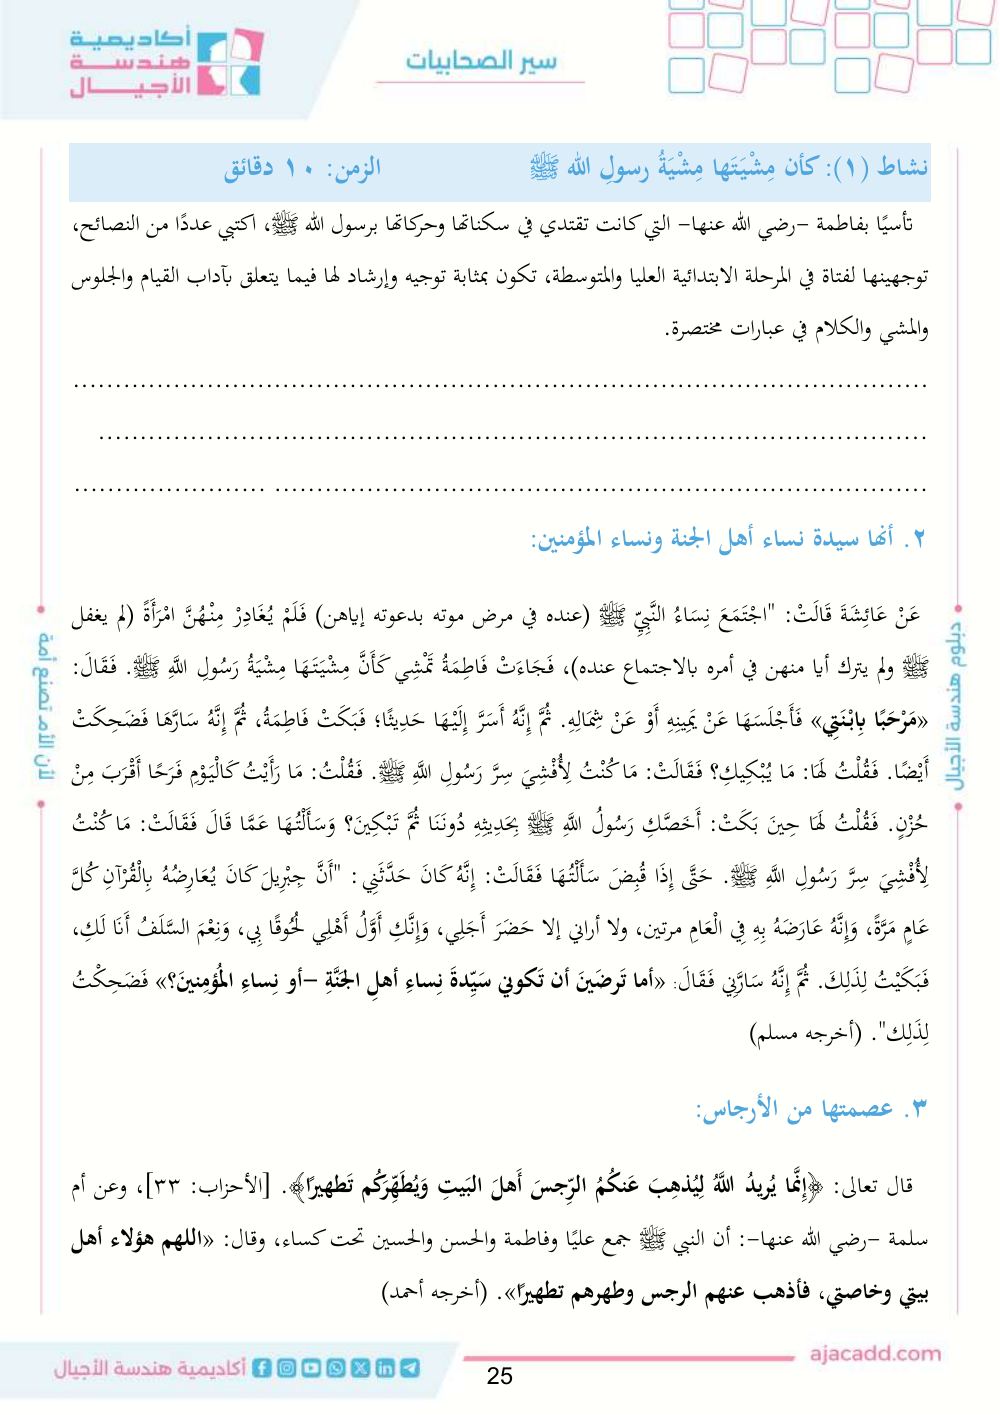 أكاديمية
هندسة
الأجيال
سير الصحابيات
نشاط (١): كأن مِشْيَتَها مِشْيَةُ رسولِ الله ﷺ الزمن: ١٠ دقائق
تأسيًا بفاطمة –رضي الله عنها– التي كانت تقتدي في سكناتها وحركاتها برسول الله ﷺ، اكتبي عددًا من النصائح،
توجهينها لفتاة في المرحلة الابتدائية العليا والمتوسطة، تكون بمثابة توجيه وإرشاد لها فيما يتعلق بآداب القيام والجلوس
والمشي والكلام في عبارات مختصرة.
٢. أنها سيدة نساء أهل الجنة ونساء المؤمنين:
عَنْ عَائِشَةَ قَالَتْ: "اجْتَمَعَ نِسَاءُ النَّبِيِّ ﷺ (عنده في مرض موته بدعوته إياهن) فَلَمْ يُغَادِرْ مِنْهُنَّ امْرَأَةً (لم يغفل
ﷺ ولم يترك أيا منهن في أمره بالاجتماع عنده)، فَجَاءَتْ فَاطِمَةُ تَمْشِي كَأَنَّ مِشْيَتَهَا مِشْيَةُ رَسُولِ اللَّهِ ﷺ. فَقَالَ:
«مَرْحَبًا بِابْنَتِي» فَأَجْلَسَهَا عَنْ يَمِينِهِ أَوْ عَنْ شِمَالِهِ. ثُمَّ إِنَّهُ أَسَرَّ إِلَيْهَا حَدِيثًا؛ فَبَكَتْ فَاطِمَةُ، ثُمَّ إِنَّهُ سَارَّهَا فَضَحِكَتْ
أَيْضًا. فَقُلْتُ لَهَا: مَا يُبْكِيكِ؟ فَقَالَتْ: مَا كُنْتُ لِأُفْشِيَ سِرَّ رَسُولِ اللَّهِ ﷺ. فَقُلْتُ: مَا رَأَيْتُ كَالْيَوْمِ فَرَحًا أَقْرَبَ مِنْ
حُزْنٍ. فَقُلْتُ لَهَا حِينَ بَكَتْ: أَخَصَّكِ رَسُولُ اللَّهِ ﷺ بِحَدِيثِهِ دُونَنَا ثُمَّ تَبْكِينَ؟ وَسَأَلْتُهَا عَمَّا قَالَ فَقَالَتْ: مَا كُنْتُ
لِأُفْشِيَ سِرَّ رَسُولِ اللَّهِ ﷺ. حَتَّى إِذَا قُبِضَ سَأَلْتُهَا فَقَالَتْ: إِنَّهُ كَانَ حَدَّثَنِي: "أَنَّ جِبْرِيلَ كَانَ يُعَارِضُهُ بِالْقُرْآنِ كُلَّ
عَامٍ مَرَّةً، وَإِنَّهُ عَارَضَهُ بِهِ فِي الْعَامِ مرتين، ولا أراني إلا حَضَرَ أَجَلِي، وَإِنَّكِ أَوَّلُ أَهْلِي لُحُوقًا بِي، وَنِعْمَ السَّلَفُ أَنَا لَكِ،
فَبَكَيْتُ لِذَلِكَ. ثُمَّ إِنَّهُ سَارَّنِي فَقَالَ: «أما تَرضَينَ أن تَكوني سَيِّدةَ نِساءِ أهلِ الجَنَّةِ –أو نِساءِ المُؤمِنينَ؟» فَضَحِكْتُ
لِذَلِك". (أخرجه مسلم)
٣. عصمتها من الأرجاس:
قال تعالى: ﴿إِنَّمَا يُرِيدُ اللَّهُ لِيُذهِبَ عَنكُمُ الرِّجسَ أَهلَ البَيتِ وَيُطَهِّرَكُم تَطهيرًا﴾. [الأحزاب: ٣٣]، وعن أم
سلمة –رضي الله عنها–: أن النبي ﷺ جمع عليًا وفاطمة والحسن والحسين تحت كساء، وقال: «اللهم هؤلاء أهل
بيتي وخاصتي، فأذهب عنهم الرجس وطهرهم تطهيرًا». (أخرجه أحمد)
دبلوم هندسة الأجيال
لأن الأم تصنع أمة
أكاديمية هندسة الأجيال
25
ajacadd.com